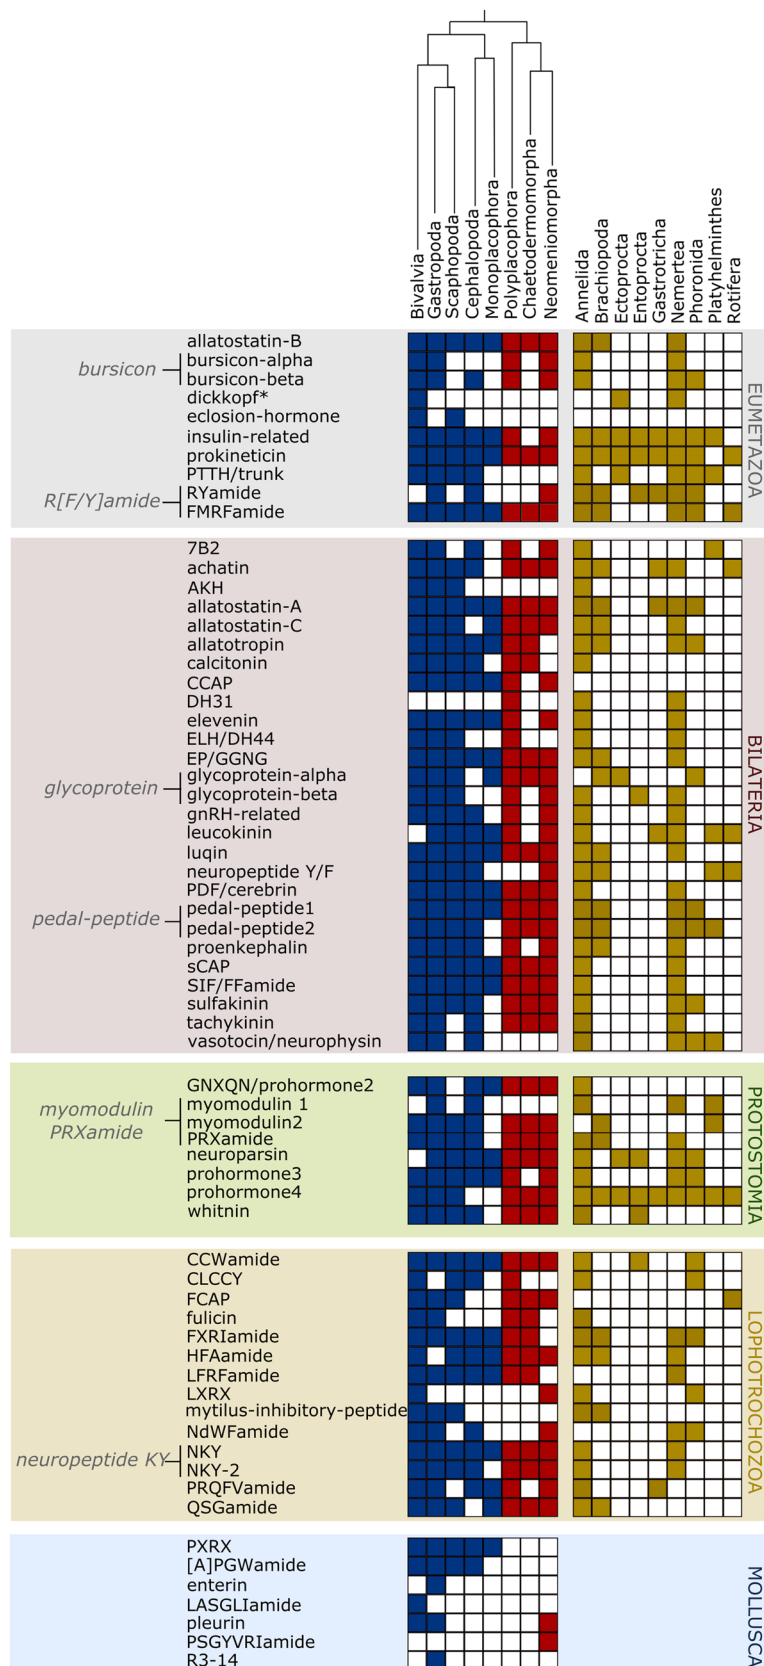 Bivalvia
Gastropoda
Scaphopoda
Cephalopoda
Monoplacophora
Polyplacophora
Chaetodermomorpha
Neomeniomorpha
Annelida
Brachiopoda
Ectoprocta
Entoprocta
Gastrotricha
Nemertea
Phoronida
Platyhelminthes
Rotifera
EUMETAZOA
allatostatin-B
bursicon
bursicon-alpha
bursicon-beta
dickkopf*
eclosion-hormone
insulin-related
prokineticin
PTTH/trunk
R[F/Y]amide
RYamide
FMRFamide
BILATERIA
7B2
achatin
AKH
allatostatin-A
allatostatin-C
allatotropin
calcitonin
CCAP
DH31
elevenin
ELH/DH44
EP/GGNG
glycoprotein
glycoprotein-alpha
glycoprotein-beta
gnRH-related
leucokinin
luqin
neuropeptide Y/F
PDF/cerebrin
pedal-peptide
pedal-peptide1
pedal-peptide2
proenkephalin
sCAP
SIF/FFamide
sulfakinin
tachykinin
vasotocin/neurophysin
PROTOSTOMIA
GNXQN/prohormone2
myomodulin
PRXamide
myomodulin 1
myomodulin2
PRXamide
neuroparsin
prohormone3
prohormone4
whitnin
LOPHOTROCHOZOA
CCWamide
CLCCY
FCAP
fulicin
FXRIamide
HFAamide
LFRFamide
LXRX
mytilus-inhibitory-peptide
NdWFamide
neuropeptide KY
NKY
NKY-2
PRQFVamide
QSGamide
MOLLUSCA
PXRX
[A]PGWamide
enterin
LASGLIamide
pleurin
PSGYVRIamide
R3-14